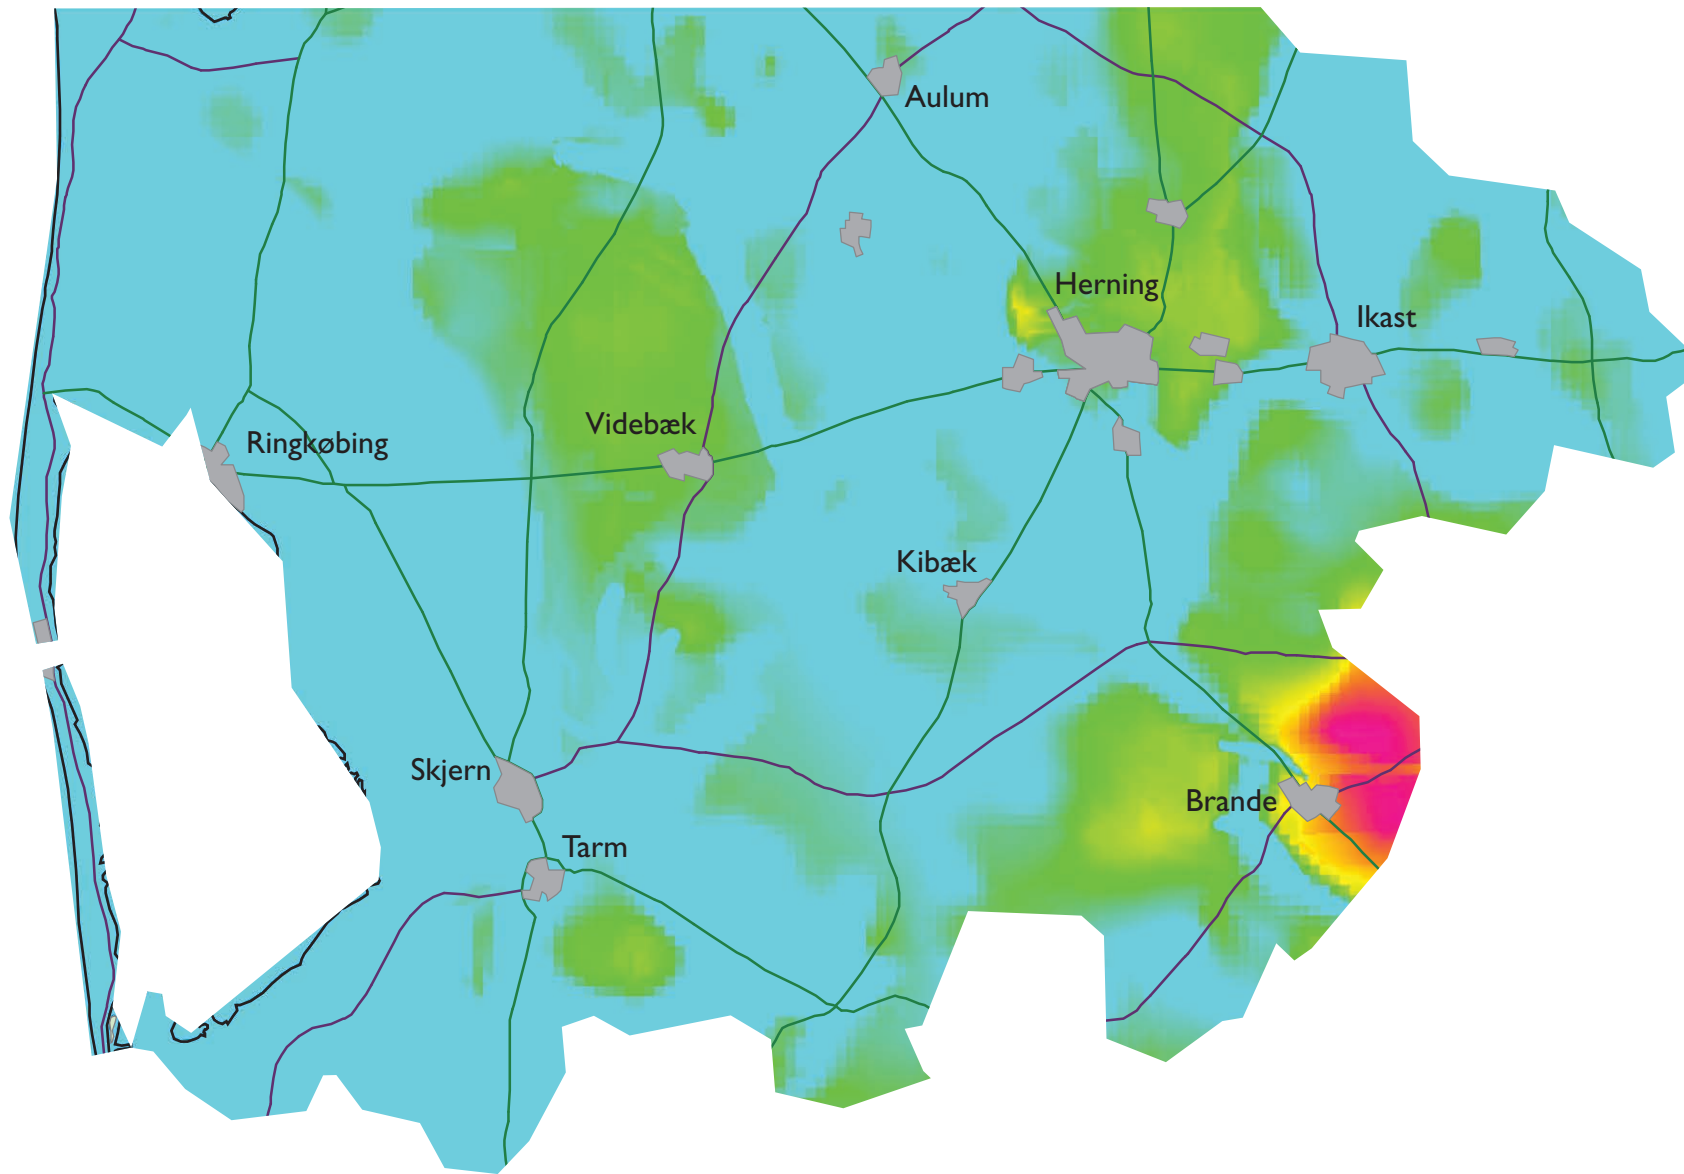 Aulum
Herning
Ikast
Videbæk
Ringkøbing
Kibæk
Skjern
Brande
Tarm